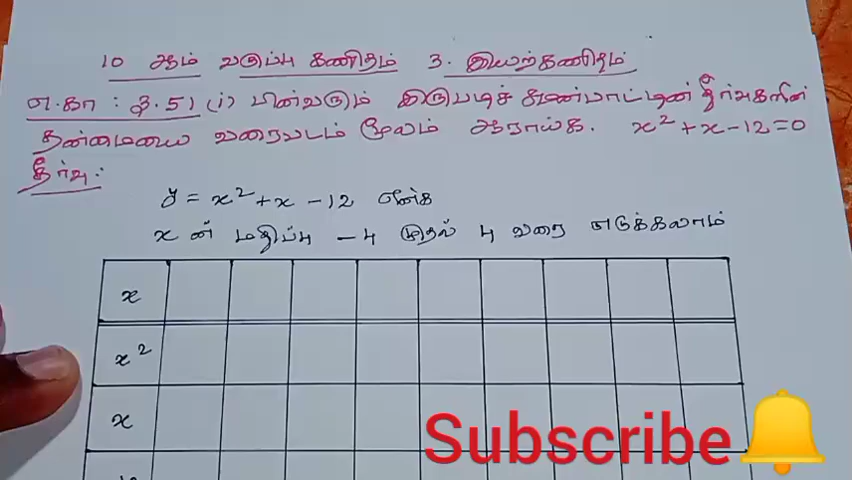 10 ஆம் வகுப்பு கணிதம் 3. இயற்கணிதம்
எ.கா : 3.51 (i) பின்வரும் இருபடிச் சமன்பாட்டின் தீர்வுகளின்
தன்மையை வரைபடம் மூலம் ஆராய்க. x² + x - 12 = 0
தீர்வு:
y = x² + x - 12 என்க
x ன் மதிப்பு -4 முதல் 4 வரை எடுக்கலாம்
x
x²
x
Subscribe